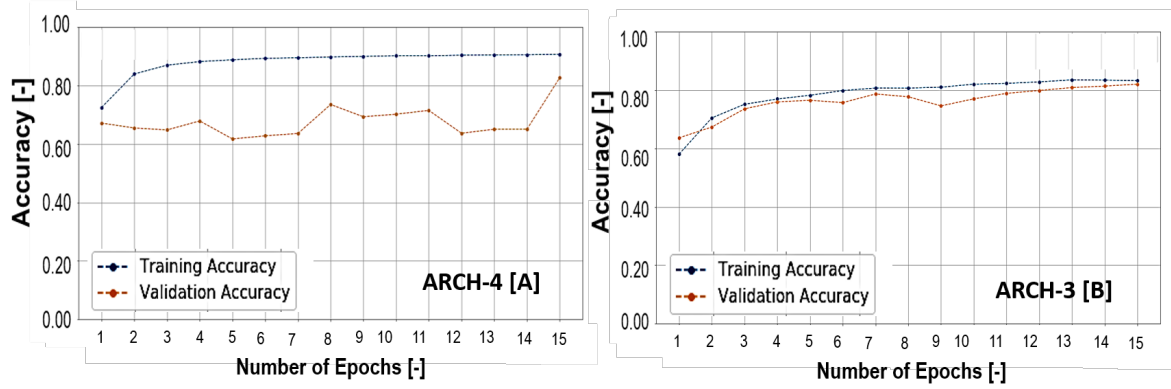 1.00
0.80
0.60
0.40
0.20
0.00
Accuracy [-]
Training Accuracy
Validation Accuracy
ARCH-4 [A]
1 2 3 4 5 6 7 8 9 10 11 12 13 14 15
Number of Epochs [-]
1.00
0.80
0.60
0.40
0.20
0.00
Accuracy [-]
Training Accuracy
Validation Accuracy
ARCH-3 [B]
1 2 3 4 5 6 7 8 9 10 11 12 13 14 15
Number of Epochs [-]